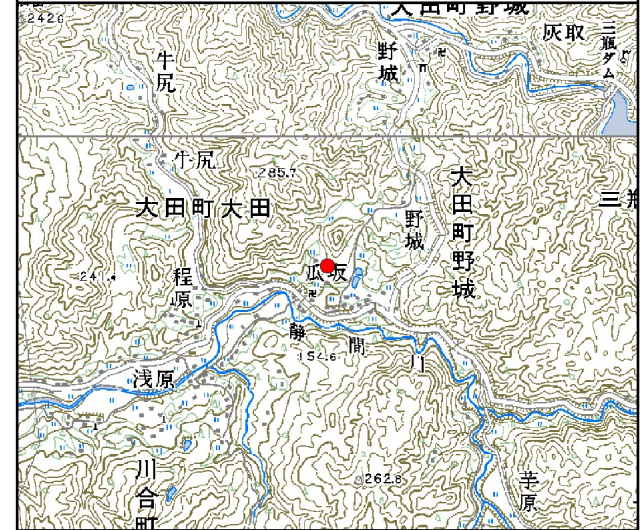 242.6
大田町野城
灰取
三瓶ダム
牛尻
野城
牛尻
285.7
大田町野城
大田町大田
三瓶
野城
241.4
程原
瓜坂
静間川
154.6
浅原
川合町
262.8
芋原